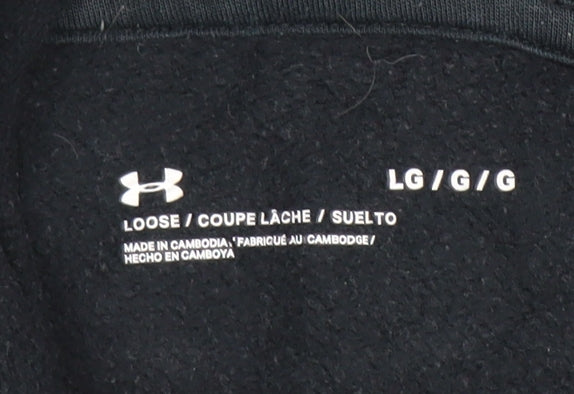 LG / G / G
LOOSE / COUPE LÂCHE / SUELTO
MADE IN CAMBODIA / FABRIQUÉ AU CAMBODGE /
HECHO EN CAMBOYA